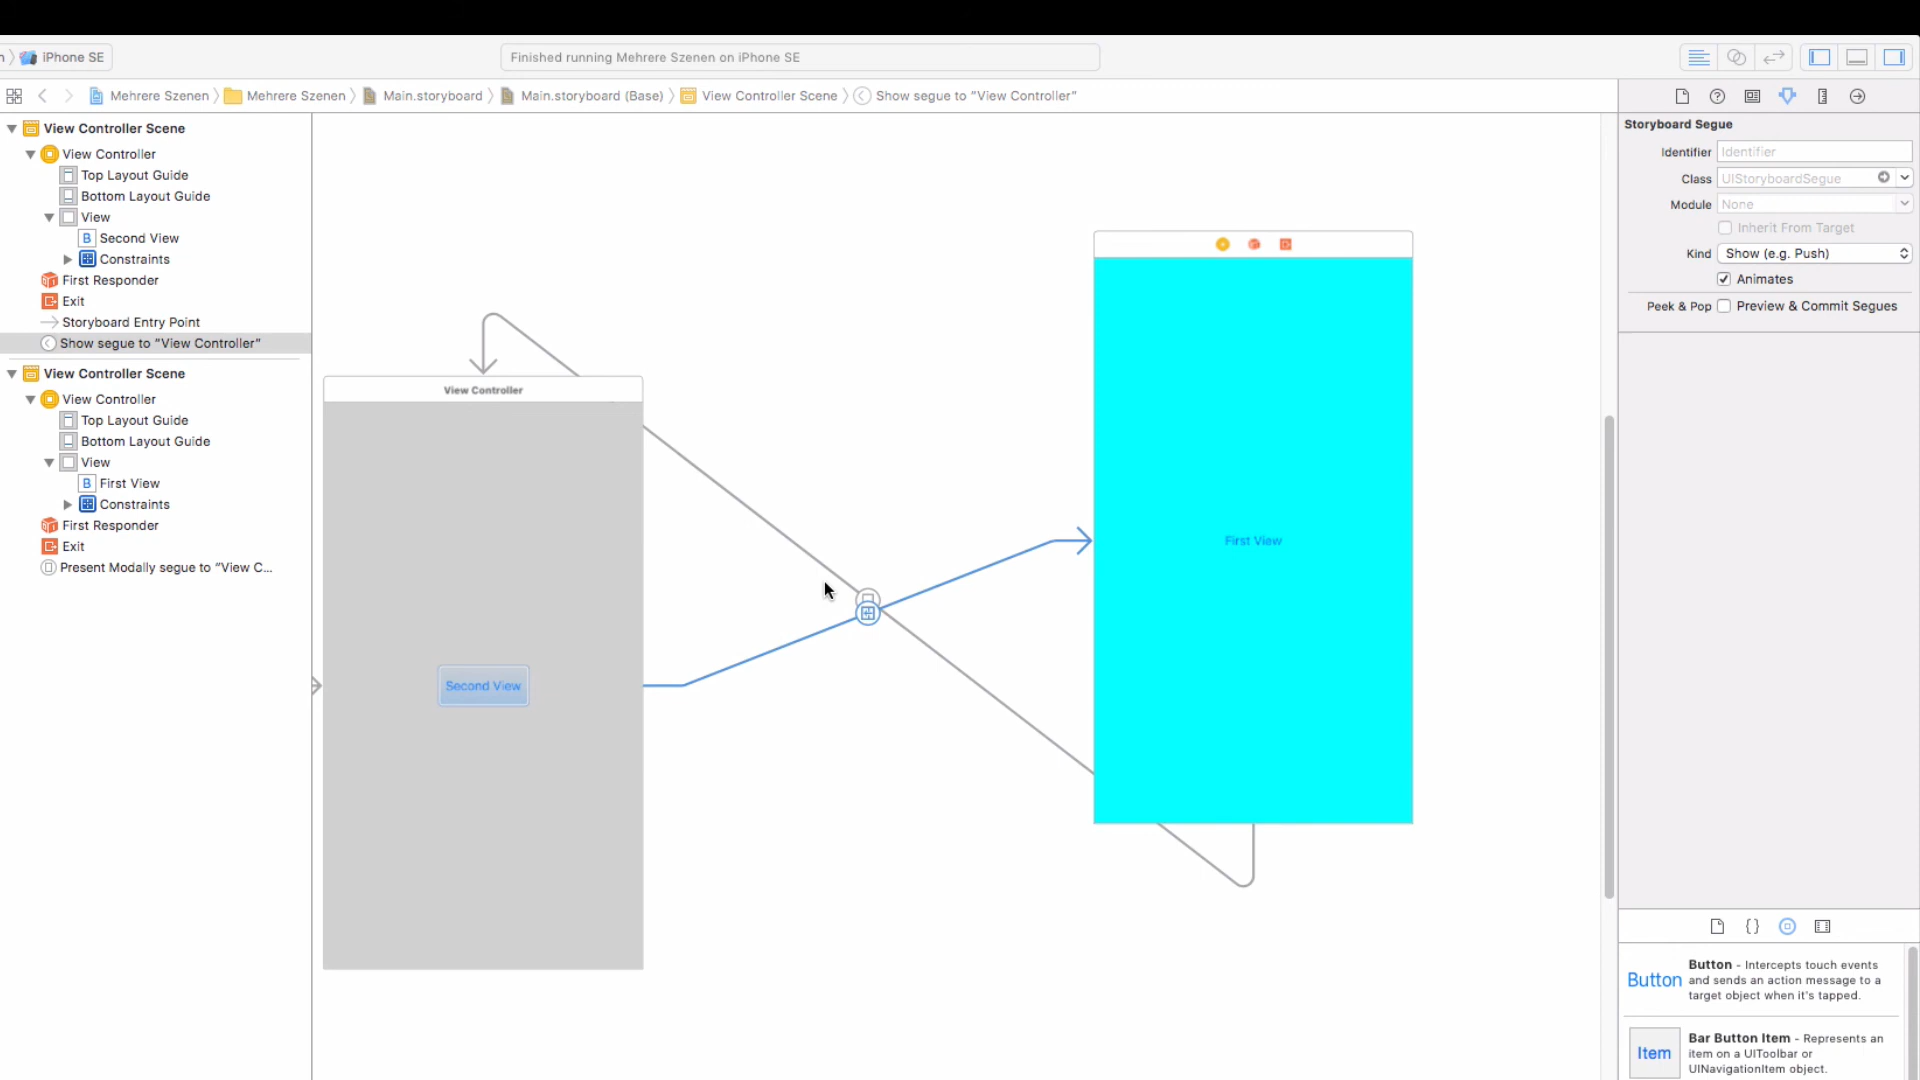 iPhone SE
Finished running Mehrere Szenen on iPhone SE
Mehrere Szenen
Mehrere Szenen
Main.storyboard
Main.storyboard (Base)
View Controller Scene
Show segue to "View Controller"
View Controller Scene
View Controller
Top Layout Guide
Bottom Layout Guide
View
B Second View
Constraints
First Responder
Exit
Storyboard Entry Point
Show segue to "View Controller"
View Controller Scene
View Controller
Top Layout Guide
Bottom Layout Guide
View
B First View
Constraints
First Responder
Exit
Present Modally segue to "View C...
View Controller
Second View
First View
Storyboard Segue
Identifier Identifier
Class UIStoryboardSegue
Module None
Inherit From Target
Kind Show (e.g. Push)
Animates
Peek & Pop Preview & Commit Segues
{}
Button
Button - Intercepts touch events
and sends an action message to a
target object when it's tapped.
Item
Bar Button Item - Represents an
item on a UIToolbar or
UINavigationItem object.